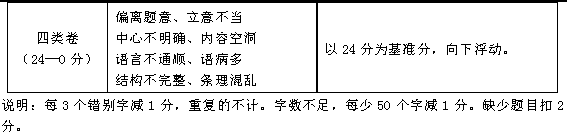 四类卷
（24—0 分）
偏离题意、立意不当
中心不明确、内容空洞
语言不通顺、语病多
结构不完整、条理混乱
以 24 分为基准分，向下浮动。
说明：每 3 个错别字减 1 分，重复的不计。字数不足，每少 50 个字减 1 分。缺少题目扣 2
分。